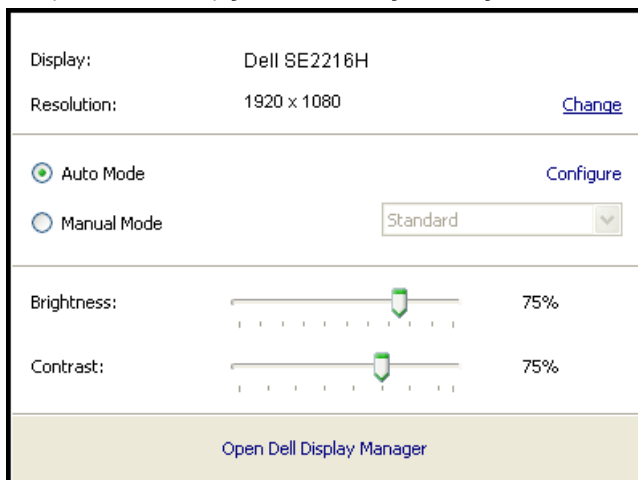 Display: Dell SE2216H
Resolution: 1920 x 1080 Change
Auto Mode Configure
Manual Mode Standard
Brightness: 75%
Contrast: 75%
Open Dell Display Manager